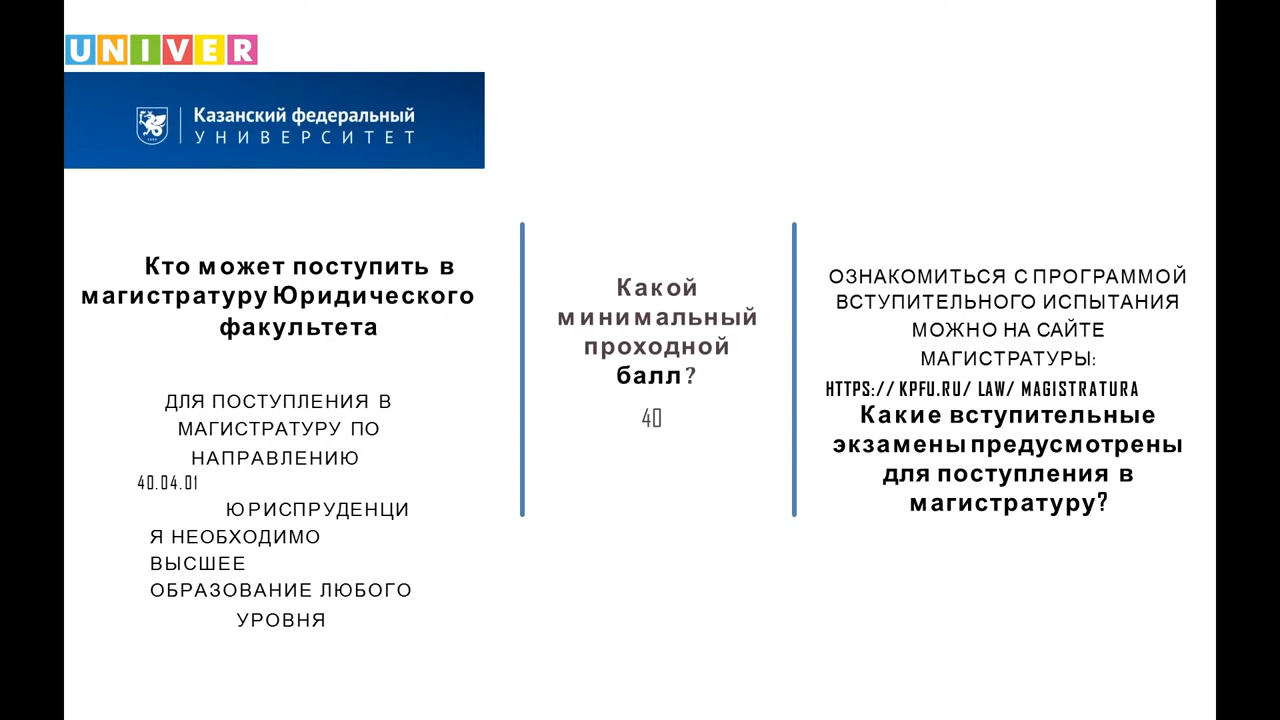 UNIVER
Казанский федеральный
УНИВЕРСИТЕТ
Кто может поступить в
магистратуру Юридического
факультета
ДЛЯ ПОСТУПЛЕНИЯ В
МАГИСТРАТУРУ ПО
НАПРАВЛЕНИЮ
40.04.01
ЮРИСПРУДЕНЦИ
Я НЕОБХОДИМО
ВЫСШЕЕ
ОБРАЗОВАНИЕ ЛЮБОГО
УРОВНЯ
Какой
минимальный
проходной
балл?
40
ОЗНАКОМИТЬСЯ С ПРОГРАММОЙ
ВСТУПИТЕЛЬНОГО ИСПЫТАНИЯ
МОЖНО НА САЙТЕ
МАГИСТРАТУРЫ:
HTTPS:// KPFU.RU/ LAW/ MAGISTRATURA
Какие вступительные
экзамены предусмотрены
для поступления в
магистратуру?